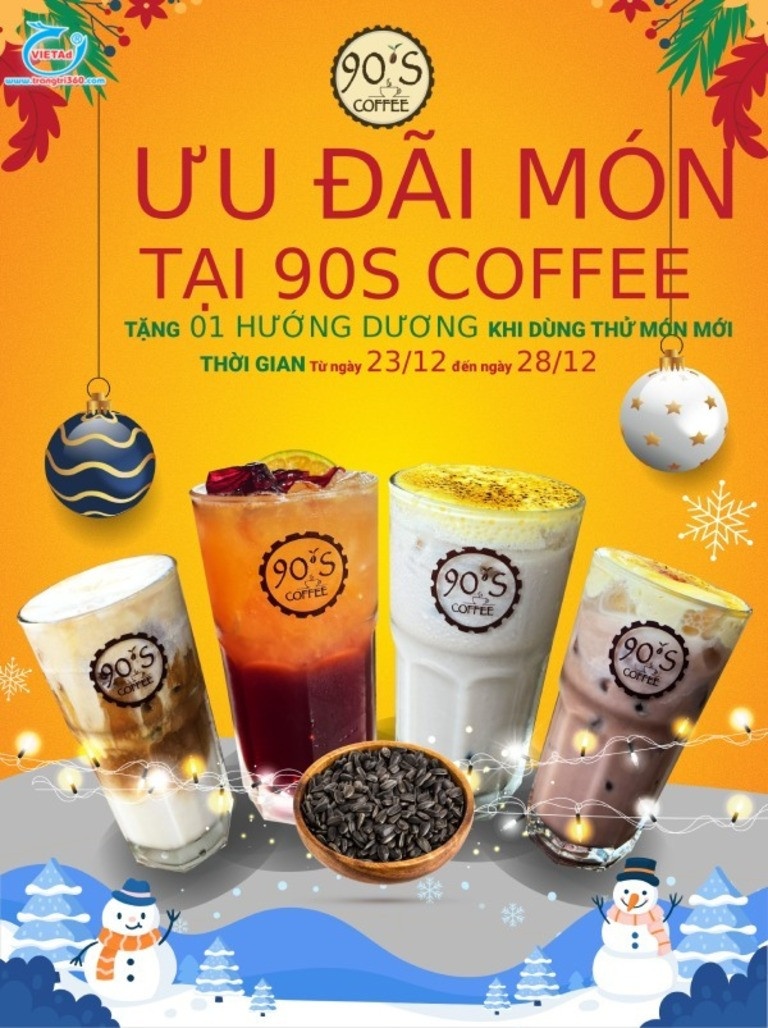 VIETAd
www.trangtri360.com
90'S
COFFEE
ƯU ĐÃI MÓN
TẠI 90S COFFEE
TẶNG 01 HƯỚNG DƯƠNG KHI DÙNG THỬ MÓN MỚI
THỜI GIAN Từ ngày 23/12 đến ngày 28/12
90'S
COFFEE
90'S
COFFEE
90'S
COFFEE
90'S
COFFEE